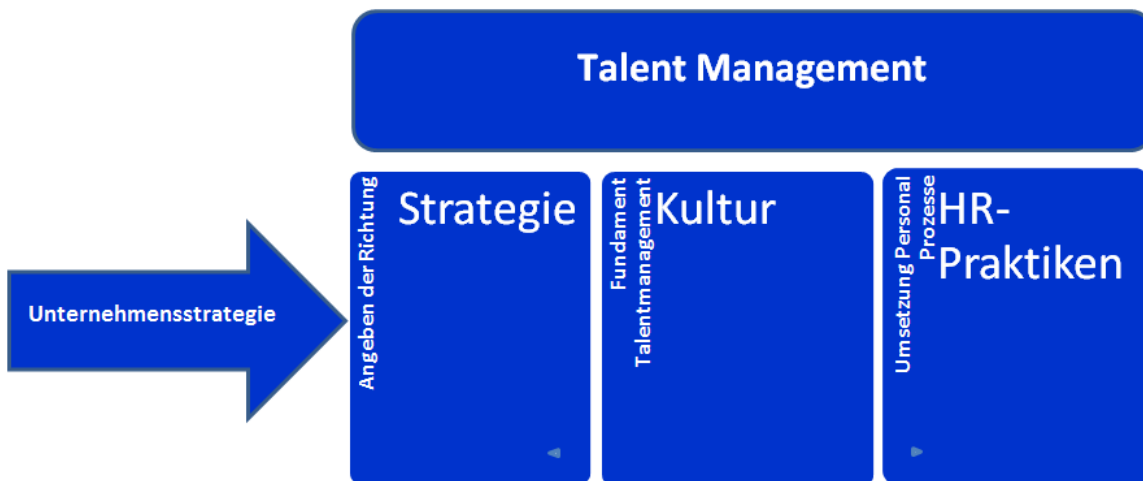 Talent Management
Unternehmensstrategie
Angeben der Richtung
Strategie
Fundament
Talentmanagement
Kultur
Umsetzung Personal
Prozesse
HR-
Praktiken